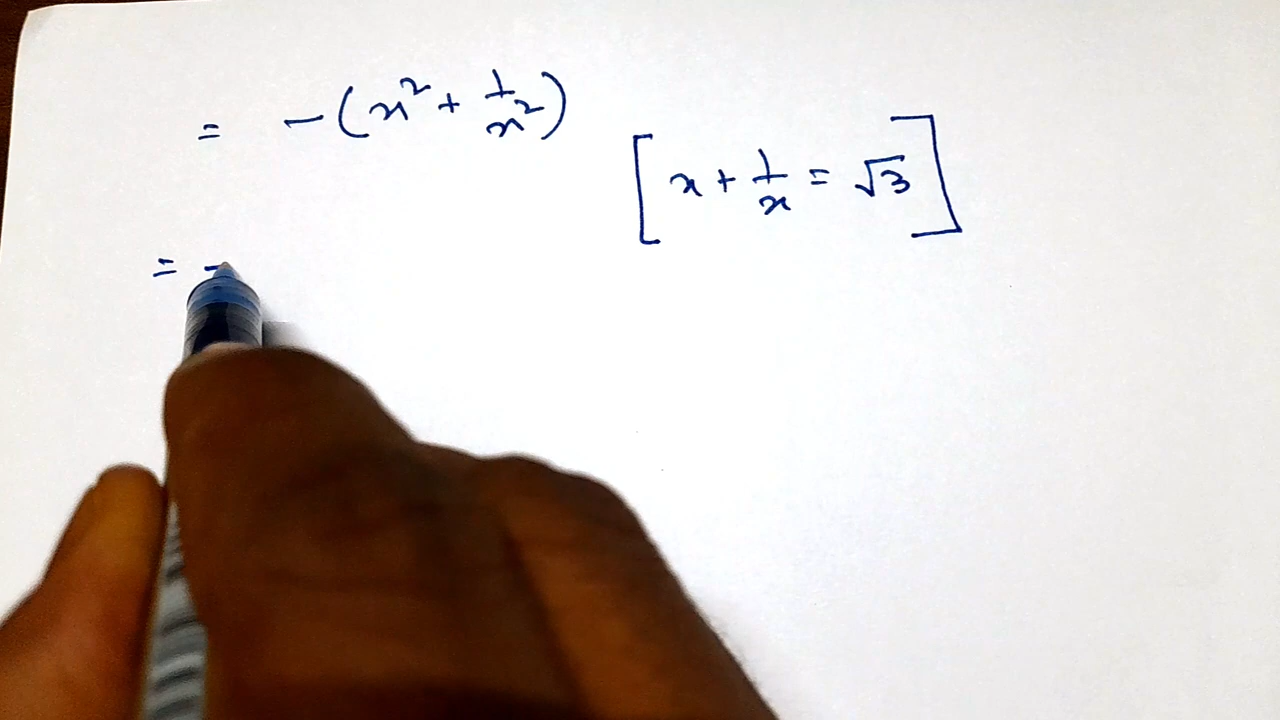 = -(x² + 1/x²)
[x + 1/x = √3]
= -